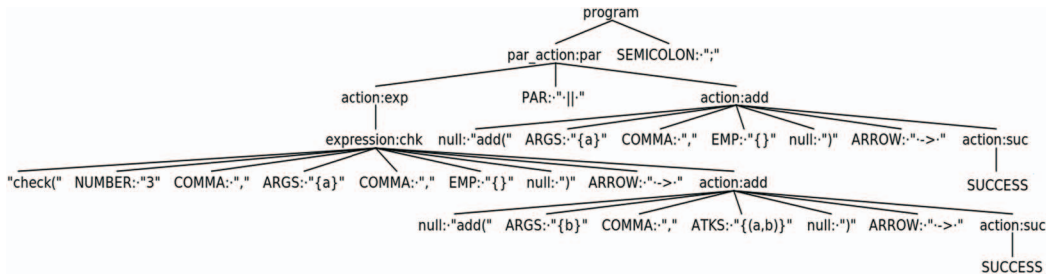 program
par_action:par SEMICOLON:·";"
action:exp PAR:·"·||·" action:add
expression:chk null:·"add(" ARGS:·"{a}" COMMA:·"," EMP:·"{}" null:·")" ARROW:·"·->·" action:suc
"check(" NUMBER:·"3" COMMA:·"," ARGS:·"{a}" COMMA:·"," EMP:·"{}" null:·")" ARROW:·"·->·" action:add SUCCESS
null:·"add(" ARGS:·"{b}" COMMA:·"," ATKS:·"{(a,b)}" null:·")" ARROW:·"·->·" action:suc
SUCCESS